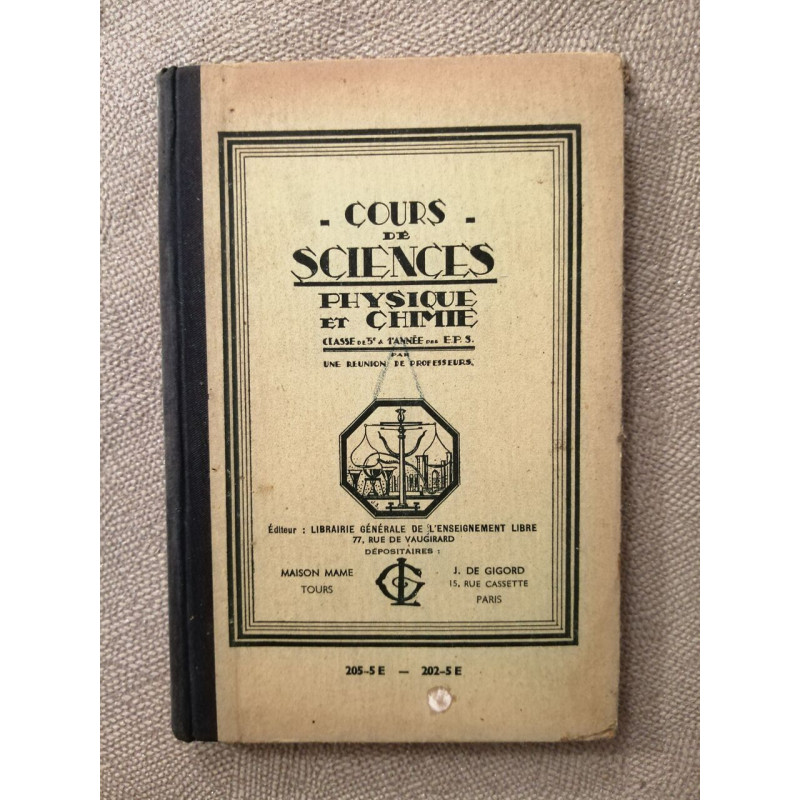 - COURS -
DE
SCIENCES
PHYSIQUE
ET CHIMIE
CLASSE DE 5e & 1e ANNÉE DES E.P.S.
PAR
UNE REUNION DE PROFESSEURS.
Éditeur : LIBRAIRIE GÉNÉRALE DE L'ENSEIGNEMENT LIBRE
77, RUE DE VAUGIRARD
DÉPOSITAIRES :
MAISON MAME
TOURS
J. DE GIGORD
15, RUE CASSETTE
PARIS
205-5 E — 202-5 E